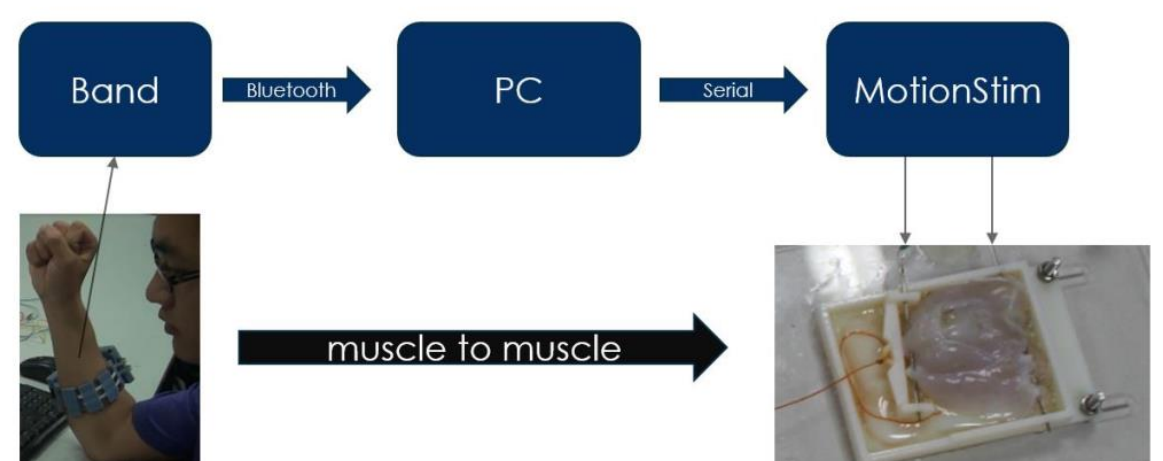 Band
Bluetooth
PC
Serial
MotionStim
muscle to muscle